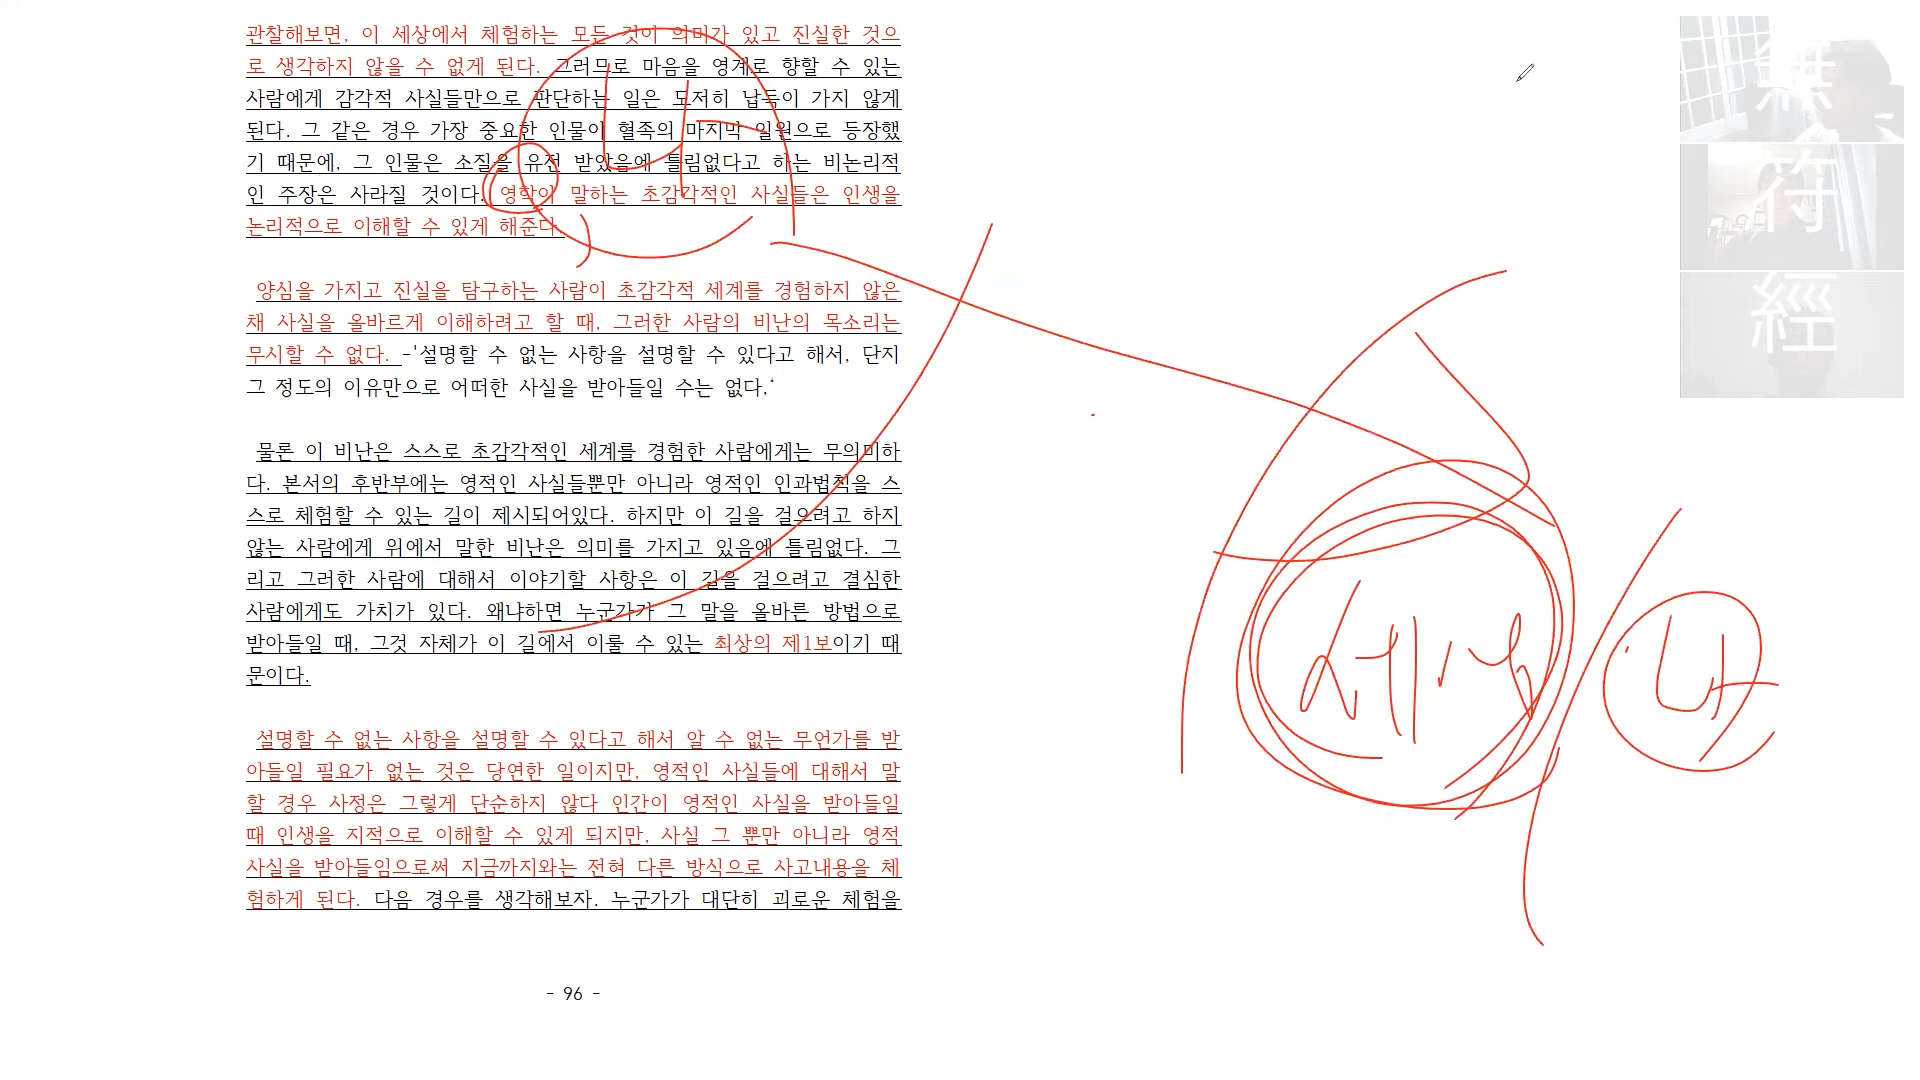 관찰해보면, 이 세상에서 체험하는 모든 것이 의미가 있고 진실한 것으
로 생각하지 않을 수 없게 된다. 그러므로 마음을 영계로 향할 수 있는
사람에게 감각적 사실들만으로 판단하는 일은 도저히 납득이 가지 않게
된다. 그 같은 경우 가장 중요한 인물이 혈족의 마지막 일원으로 등장했
기 때문에, 그 인물은 소질을 유전 받았음에 틀림없다고 하는 비논리적
인 주장은 사라질 것이다. 영학이 말하는 초감각적인 사실들은 인생을
논리적으로 이해할 수 있게 해준다.
양심을 가지고 진실을 탐구하는 사람이 초감각적 세계를 경험하지 않은
채 사실을 올바르게 이해하려고 할 때, 그러한 사람의 비난의 목소리는
무시할 수 없다. -'설명할 수 없는 사항을 설명할 수 있다고 해서, 단지
그 정도의 이유만으로 어떠한 사실을 받아들일 수는 없다,'
물론 이 비난은 스스로 초감각적인 세계를 경험한 사람에게는 무의미하
다. 본서의 후반부에는 영적인 사실들뿐만 아니라 영적인 인과법칙을 스
스로 체험할 수 있는 길이 제시되어있다. 하지만 이 길을 걸으려고 하지
않는 사람에게 위에서 말한 비난은 의미를 가지고 있음에 틀림없다. 그
리고 그러한 사람에 대해서 이야기할 사항은 이 길을 걸으려고 결심한
사람에게도 가치가 있다. 왜냐하면 누군가가 그 말을 올바른 방법으로
받아들일 때, 그것 자체가 이 길에서 이룰 수 있는 최상의 제1보이기 때
문이다.
설명할 수 없는 사항을 설명할 수 있다고 해서 알 수 없는 무언가를 받
아들일 필요가 없는 것은 당연한 일이지만, 영적인 사실들에 대해서 말
할 경우 사정은 그렇게 단순하지 않다 인간이 영적인 사실을 받아들일
때 인생을 지적으로 이해할 수 있게 되지만, 사실 그 뿐만 아니라 영적
사실을 받아들임으로써 지금까지와는 전혀 다른 방식으로 사고내용을 체
험하게 된다. 다음 경우를 생각해보자. 누군가가 대단히 괴로운 체험을
- 96 -
나
세상
나
符
經